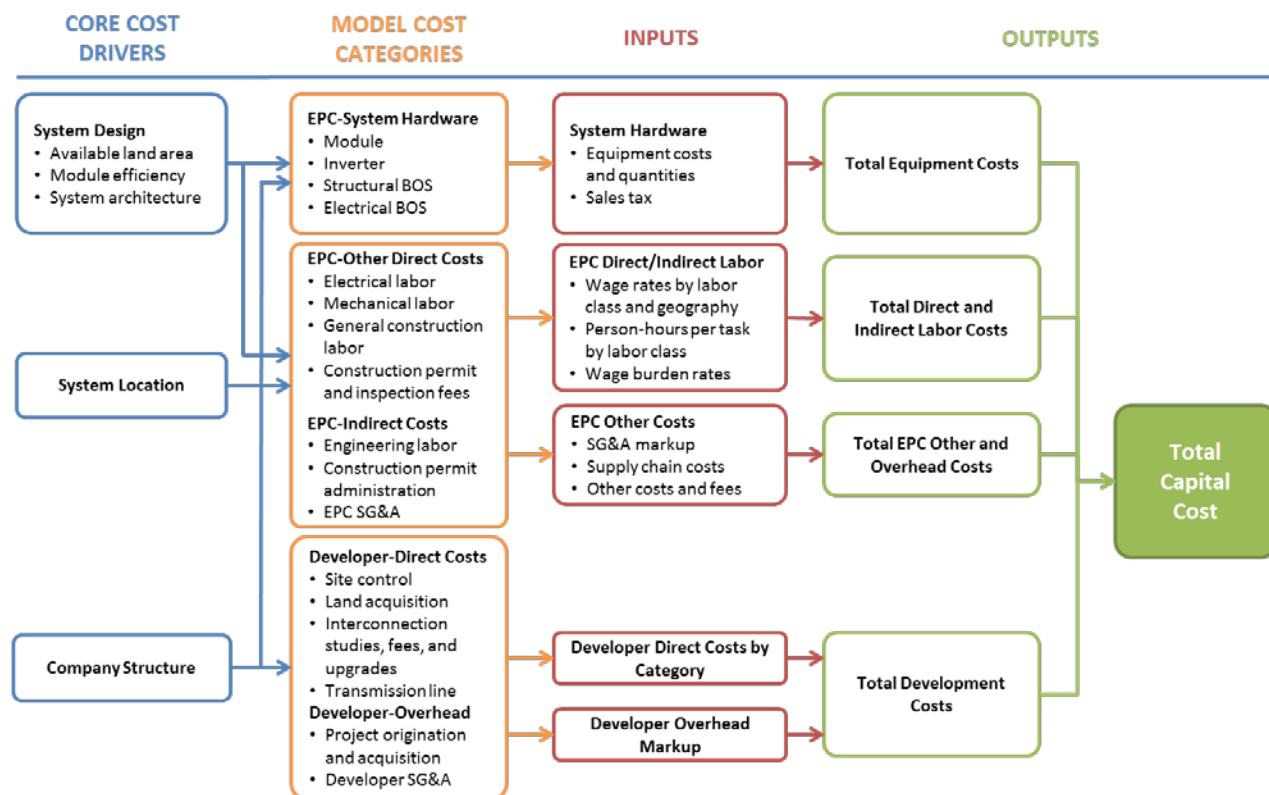 CORE COST
DRIVERS
MODEL COST
CATEGORIES
INPUTS
OUTPUTS
System Design
• Available land area
• Module efficiency
• System architecture
System Location
Company Structure
EPC-System Hardware
• Module
• Inverter
• Structural BOS
• Electrical BOS
EPC-Other Direct Costs
• Electrical labor
• Mechanical labor
• General construction
labor
• Construction permit
and inspection fees
EPC-Indirect Costs
• Engineering labor
• Construction permit
administration
• EPC SG&A
Developer-Direct Costs
• Site control
• Land acquisition
• Interconnection
studies, fees, and
upgrades
• Transmission line
Developer-Overhead
• Project origination
and acquisition
• Developer SG&A
System Hardware
• Equipment costs
and quantities
• Sales tax
EPC Direct/Indirect Labor
• Wage rates by labor
class and geography
• Person-hours per task
by labor class
• Wage burden rates
EPC Other Costs
• SG&A markup
• Supply chain costs
• Other costs and fees
Developer Direct Costs by
Category
Developer Overhead
Markup
Total Equipment Costs
Total Direct and
Indirect Labor Costs
Total EPC Other and
Overhead Costs
Total Development
Costs
Total
Capital
Cost